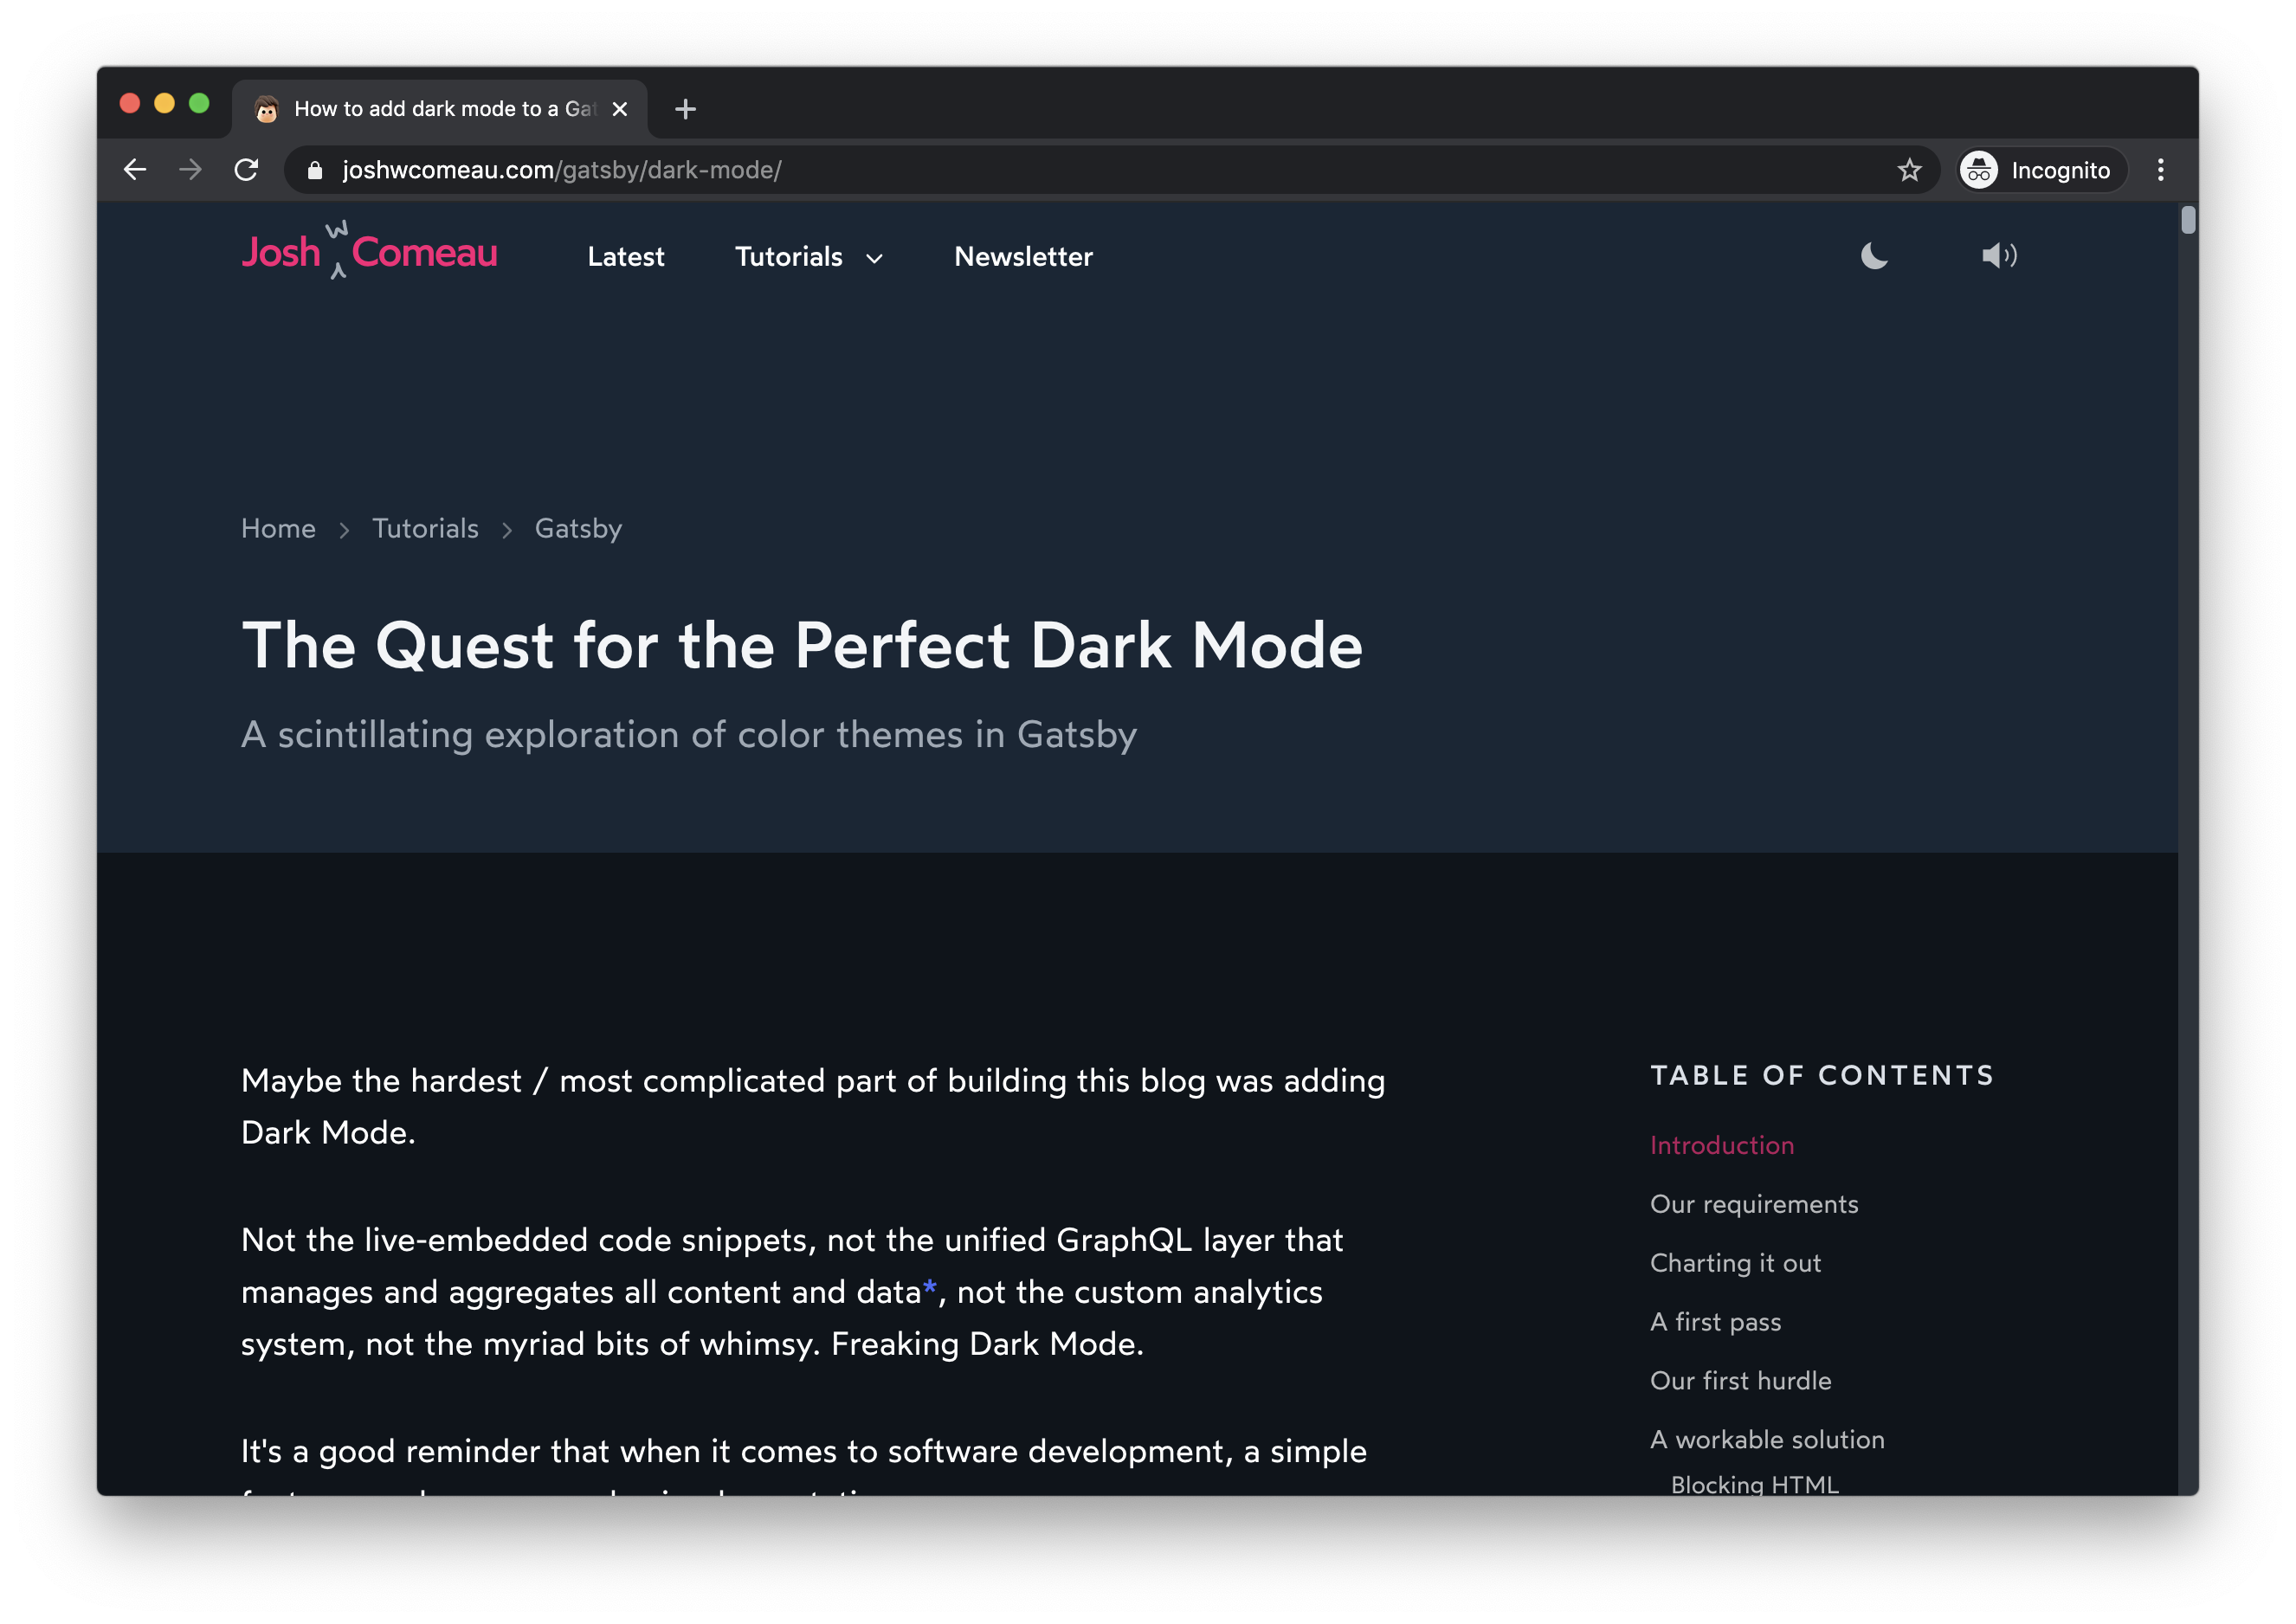 How to add dark mode to a Gat
joshwcomeau.com/gatsby/dark-mode/
Incognito
Josh W Comeau
Latest
Tutorials
Newsletter
Home
Tutorials
Gatsby
The Quest for the Perfect Dark Mode
A scintillating exploration of color themes in Gatsby
Maybe the hardest / most complicated part of building this blog was adding
Dark Mode.
Not the live-embedded code snippets, not the unified GraphQL layer that
manages and aggregates all content and data*, not the custom analytics
system, not the myriad bits of whimsy. Freaking Dark Mode.
It's a good reminder that when it comes to software development, a simple
TABLE OF CONTENTS
Introduction
Our requirements
Charting it out
A first pass
Our first hurdle
A workable solution
Blocking HTML